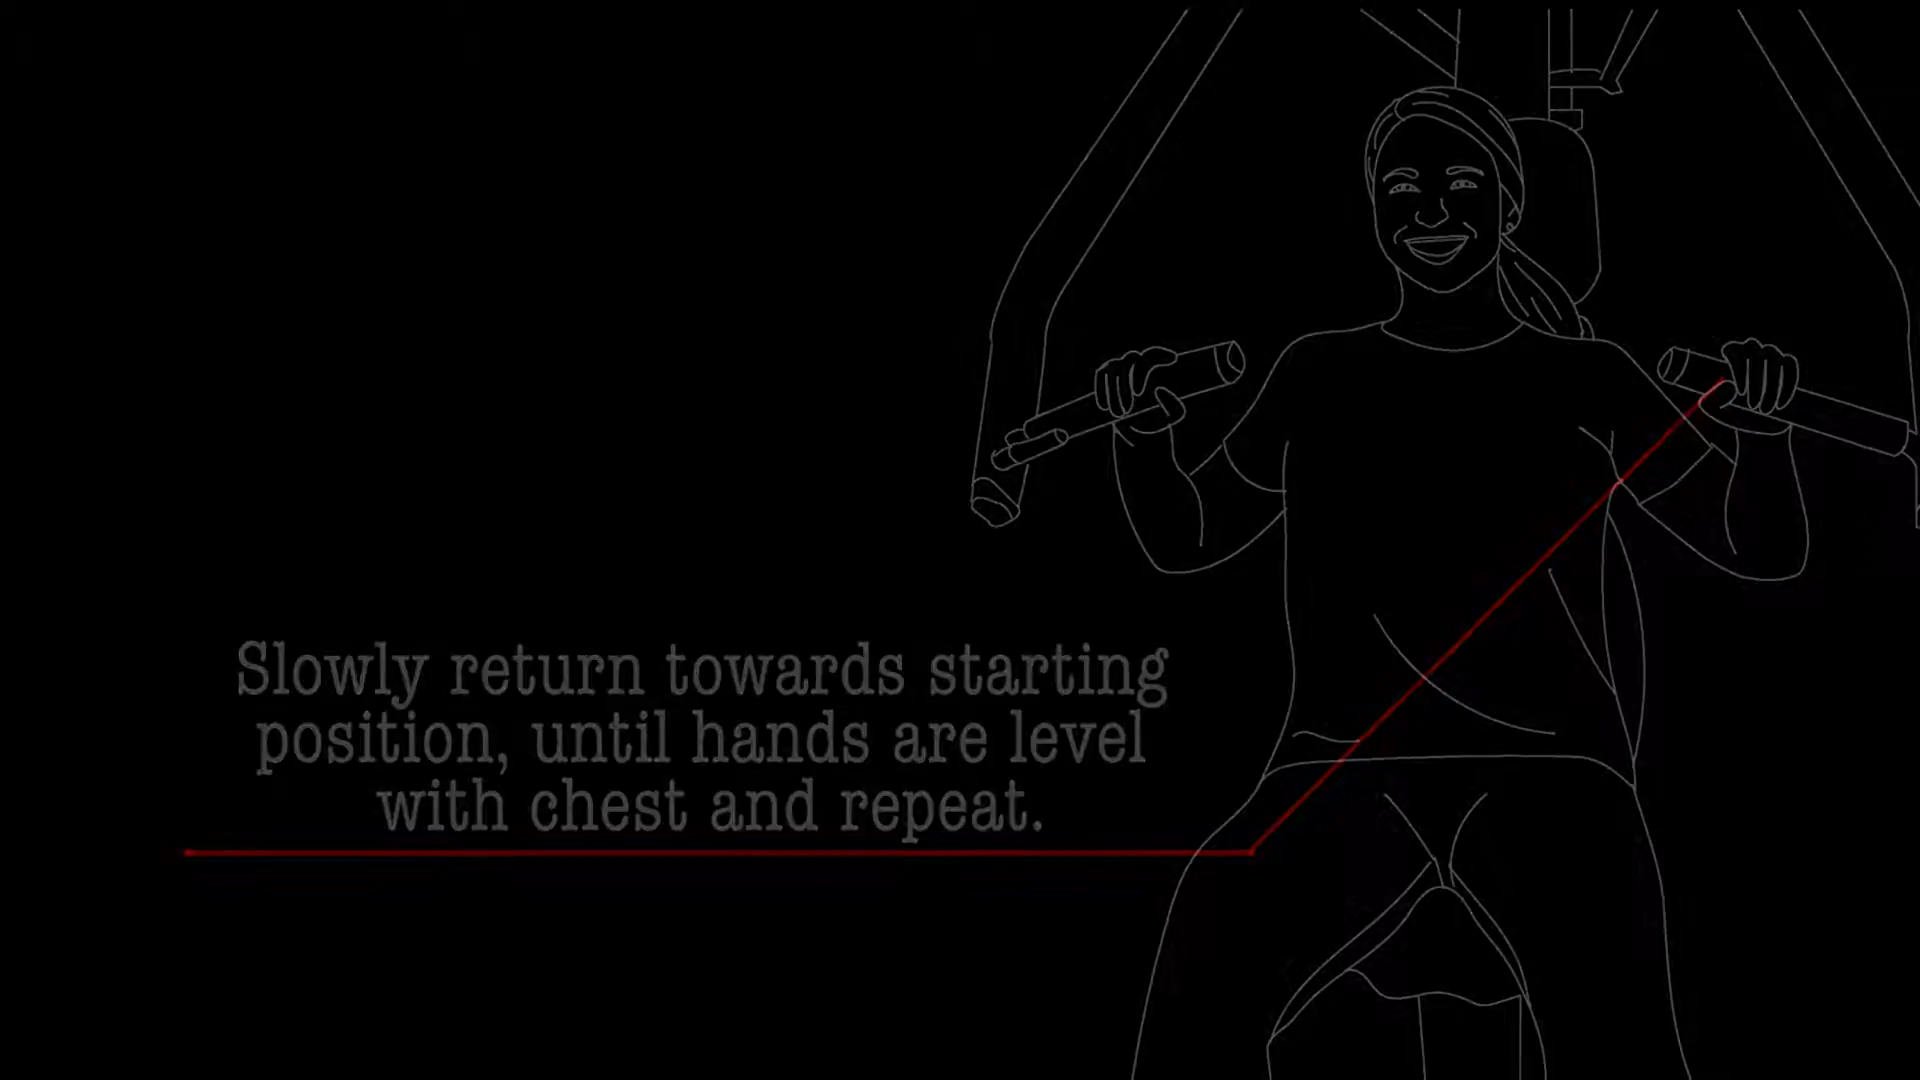 Slowly return towards starting
position, until hands are level
with chest and repeat.